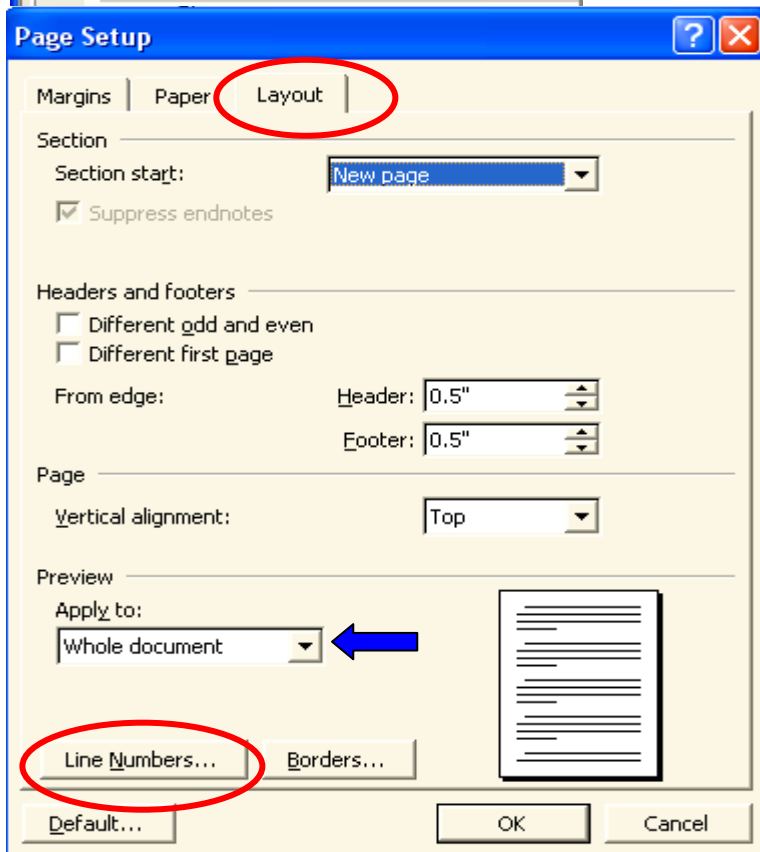 Page Setup
Margins Paper Layout
Section
Section start: New page
Suppress endnotes
Headers and footers
Different odd and even
Different first page
From edge: Header: 0.5"
Footer: 0.5"
Page
Vertical alignment: Top
Preview
Apply to:
Whole document
Line Numbers... Borders...
Default... OK Cancel